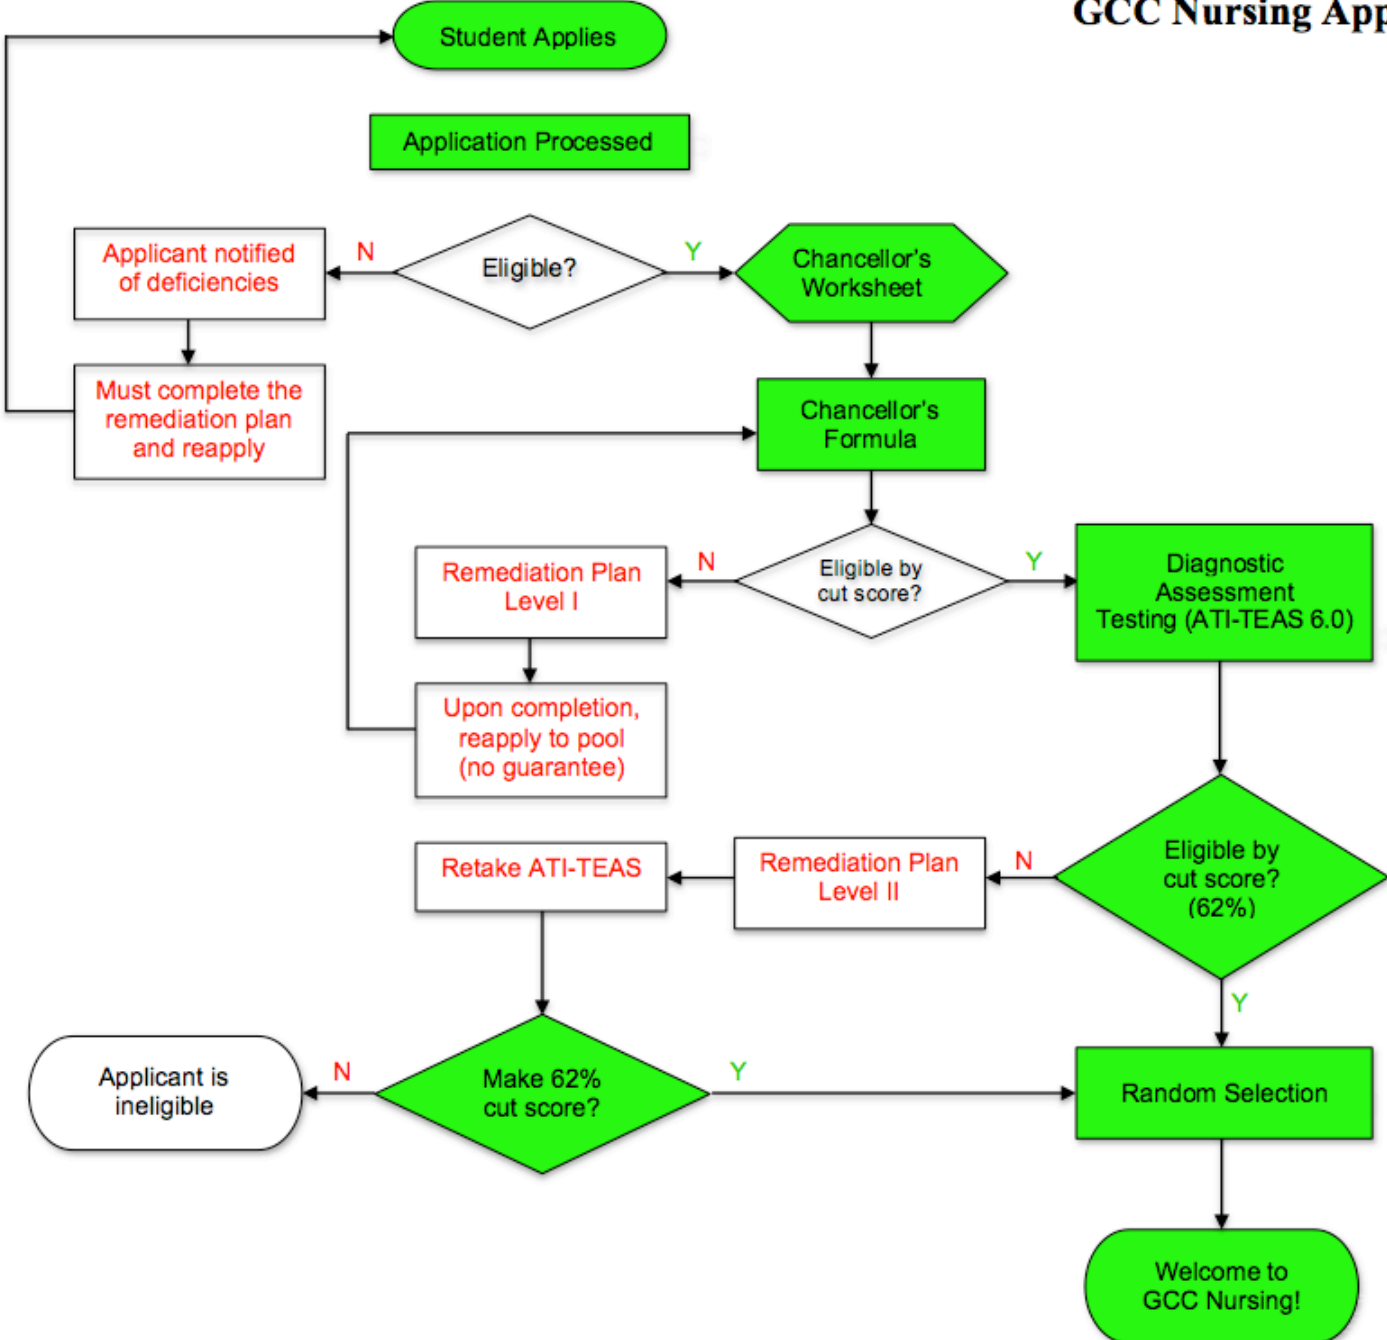 GCC Nursing App
Student Applies
Application Processed
Applicant notified
of deficiencies
N
Eligible?
Y
Chancellor's
Worksheet
Must complete the
remediation plan
and reapply
Chancellor's
Formula
Remediation Plan
Level I
N
Eligible by
cut score?
Y
Diagnostic
Assessment
Testing (ATI-TEAS 6.0)
Upon completion,
reapply to pool
(no guarantee)
Retake ATI-TEAS
Remediation Plan
Level II
N
Eligible by
cut score?
(62%)
Y
Applicant is
ineligible
N
Make 62%
cut score?
Y
Random Selection
Welcome to
GCC Nursing!